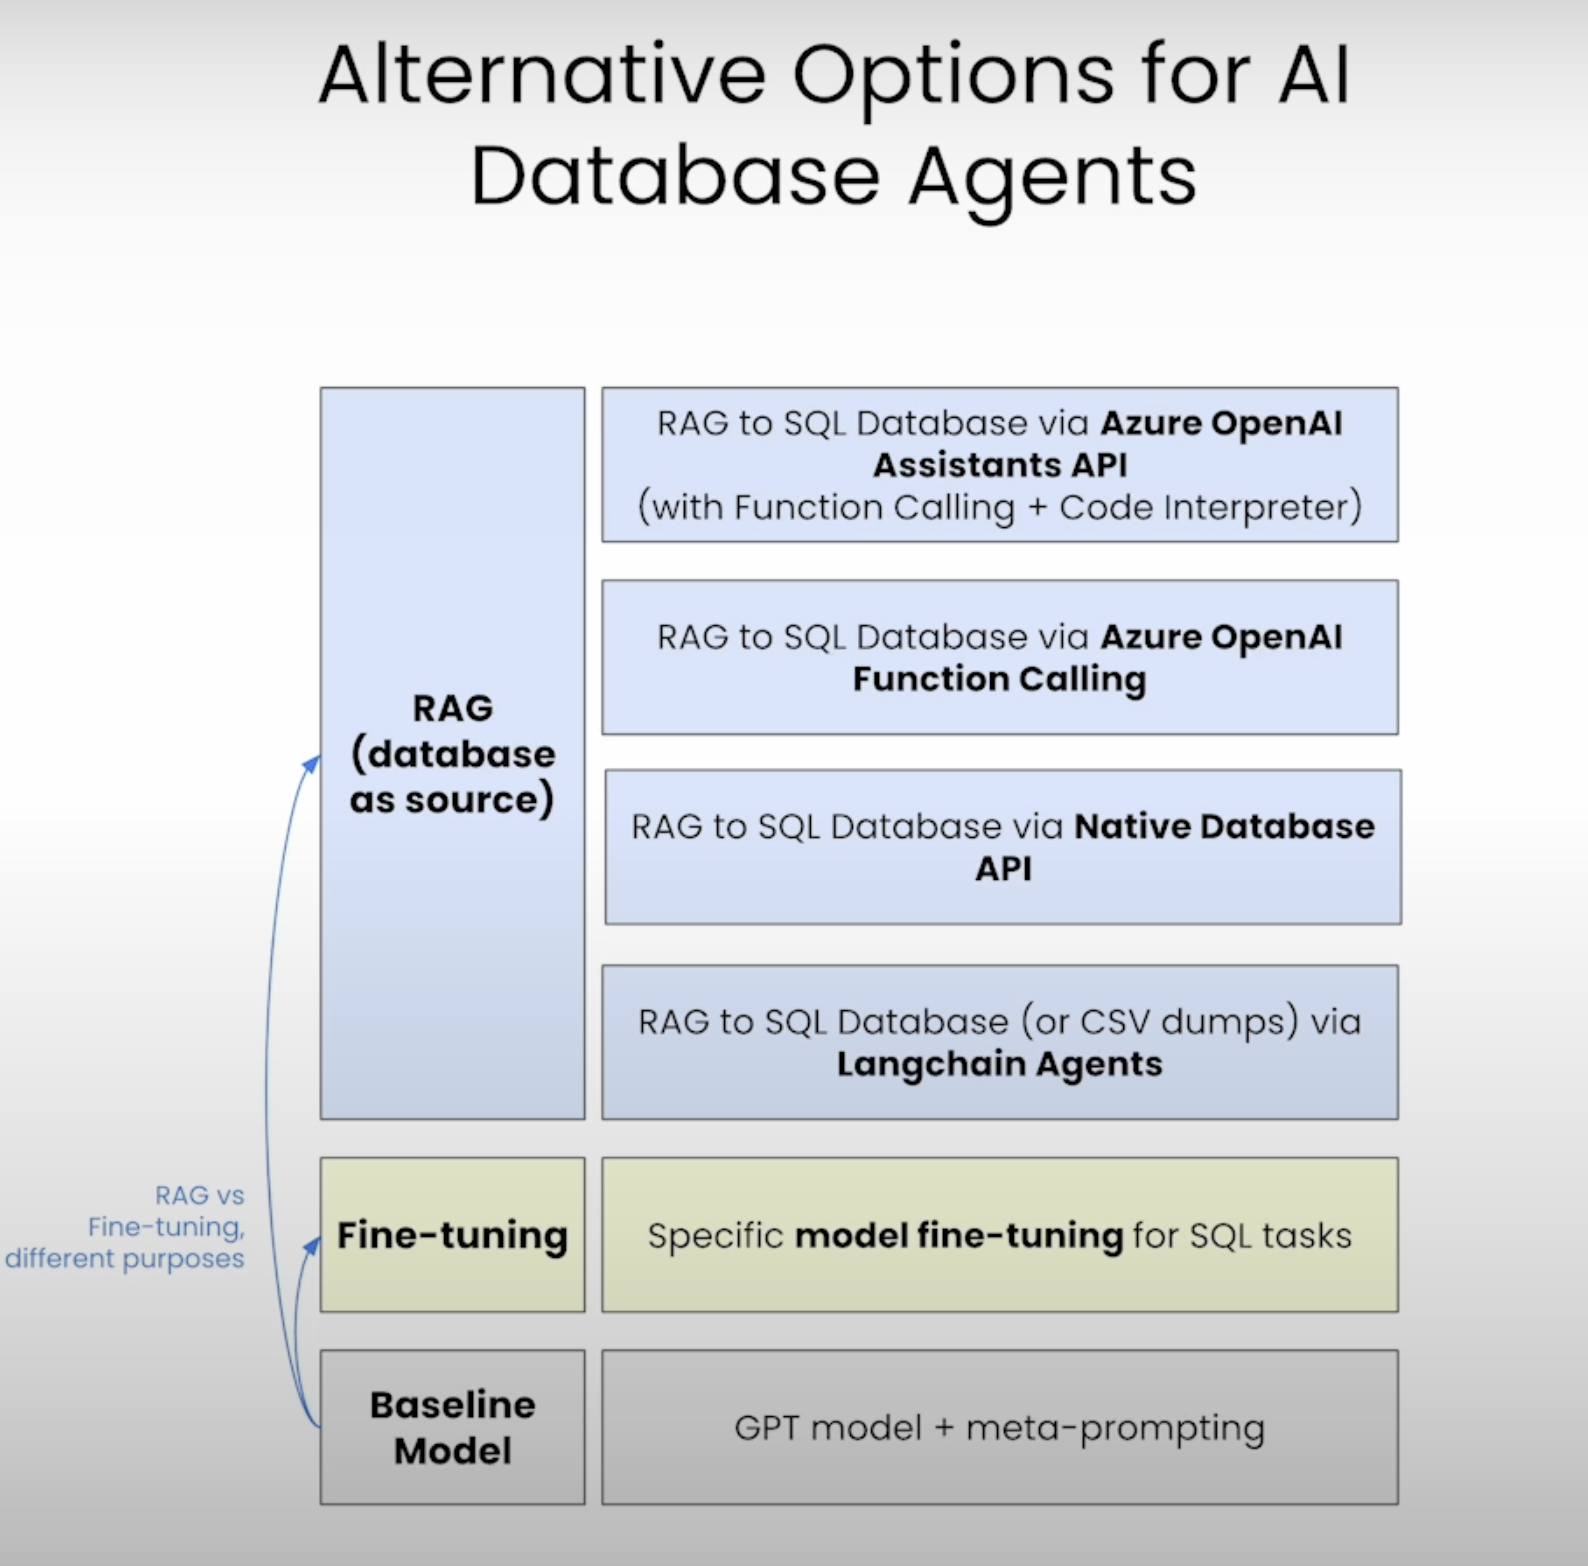 Alternative Options for AI
Database Agents
RAG
(database
as source)
RAG to SQL Database via Azure OpenAI
Assistants API
(with Function Calling + Code Interpreter)
RAG to SQL Database via Azure OpenAI
Function Calling
RAG to SQL Database via Native Database
API
RAG to SQL Database (or CSV dumps) via
Langchain Agents
RAG vs
Fine-tuning,
different purposes
Fine-tuning
Specific model fine-tuning for SQL tasks
Baseline
Model
GPT model + meta-prompting